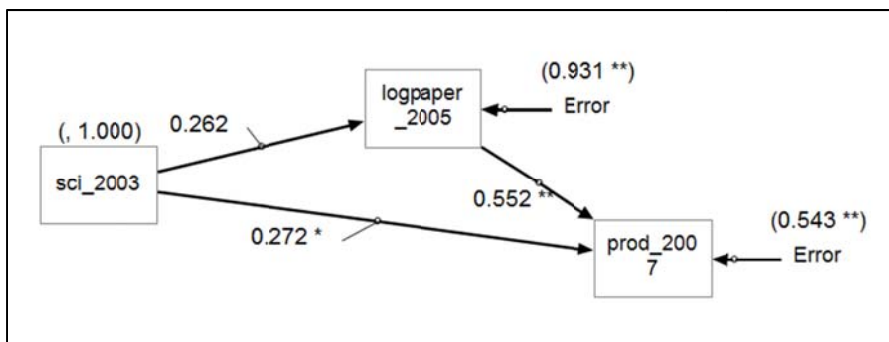 (0.931 **)
logpaper
_2005
Error
0.262
(, 1.000)
sci_2003
0.552 **
(0.543 **)
0.272 *
prod_200
7
Error